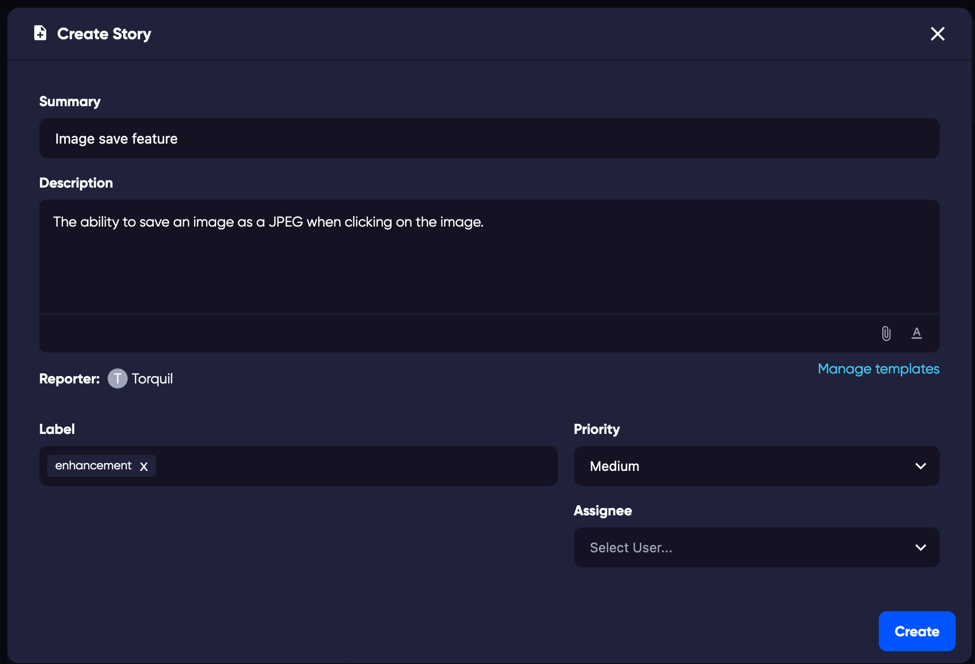 Create Story
Summary
Image save feature
Description
The ability to save an image as a JPEG when clicking on the image.
A
Manage templates
Reporter: T Torquil
Label
Priority
enhancement x
Medium
Assignee
Select User...
Create